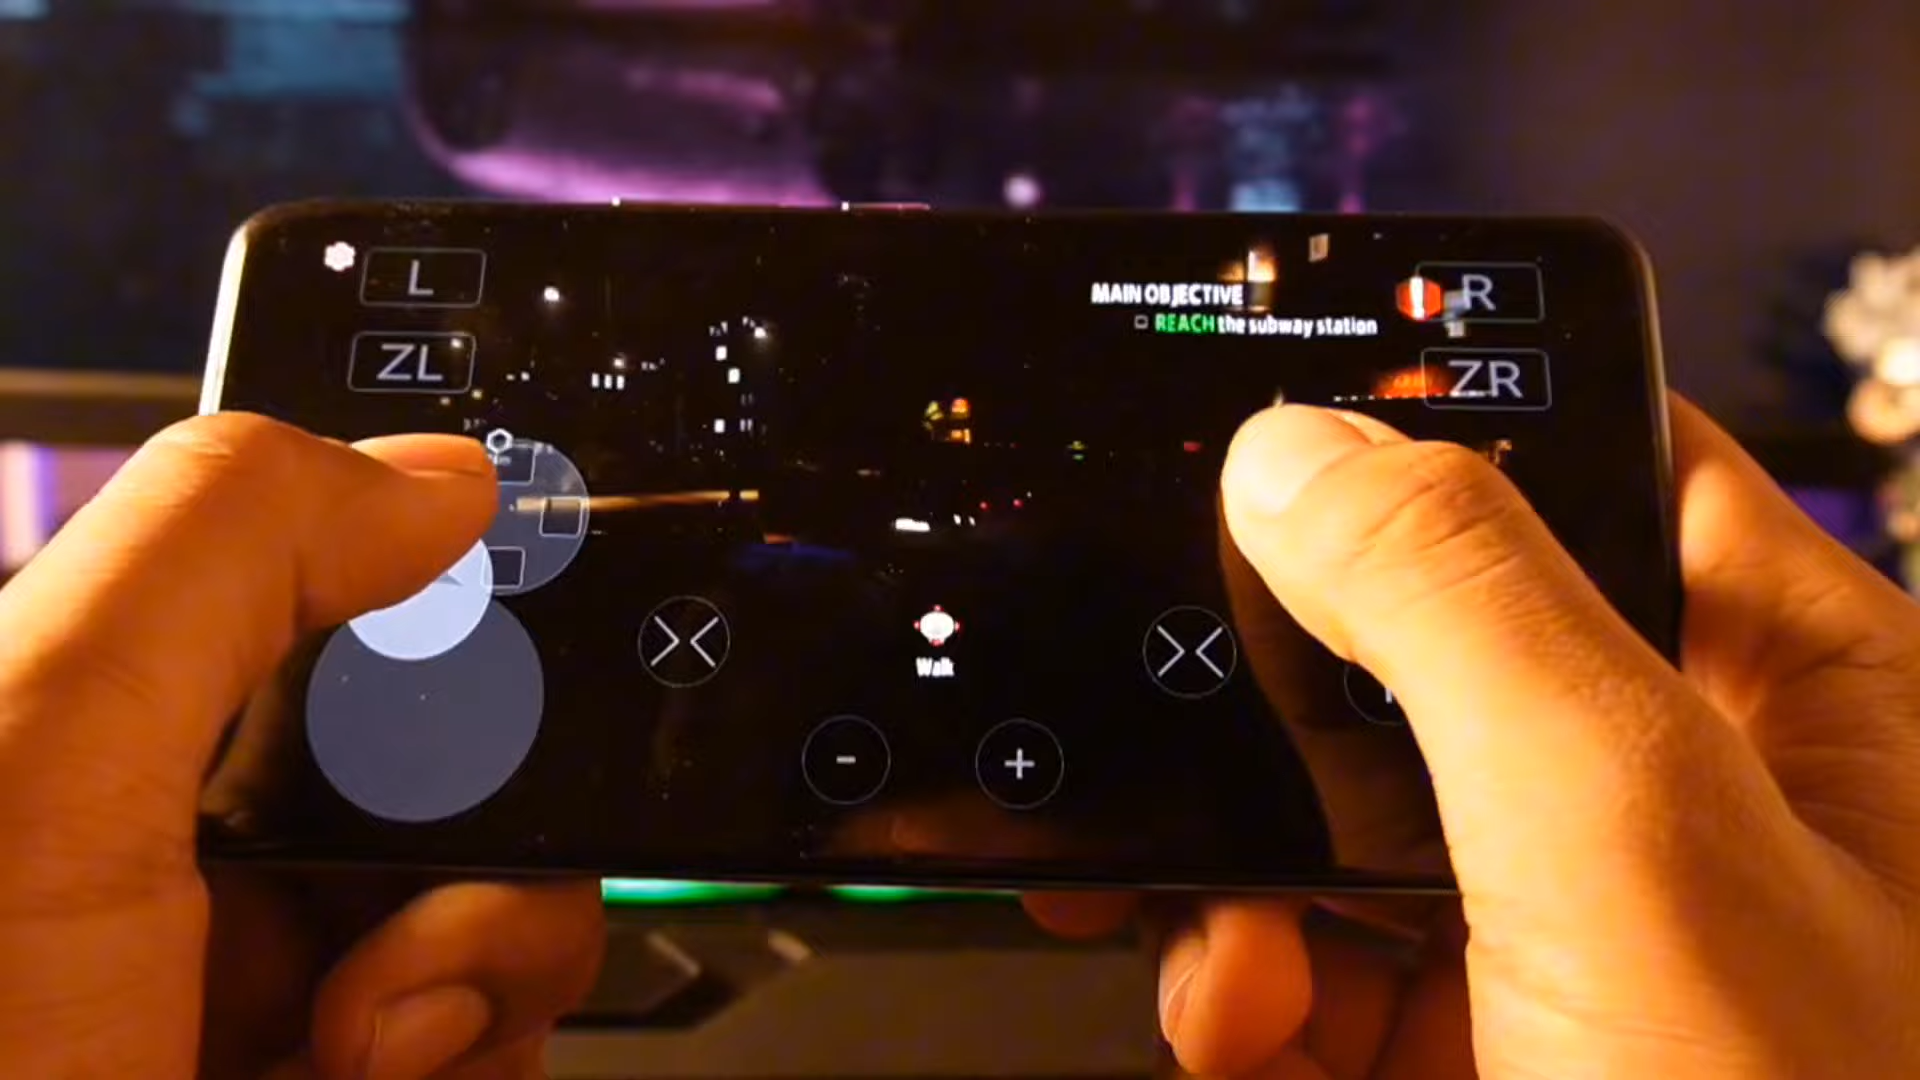 L
MAIN OBJECTIVE
R
REACH the subway station
ZL
ZR
Walk
-
+